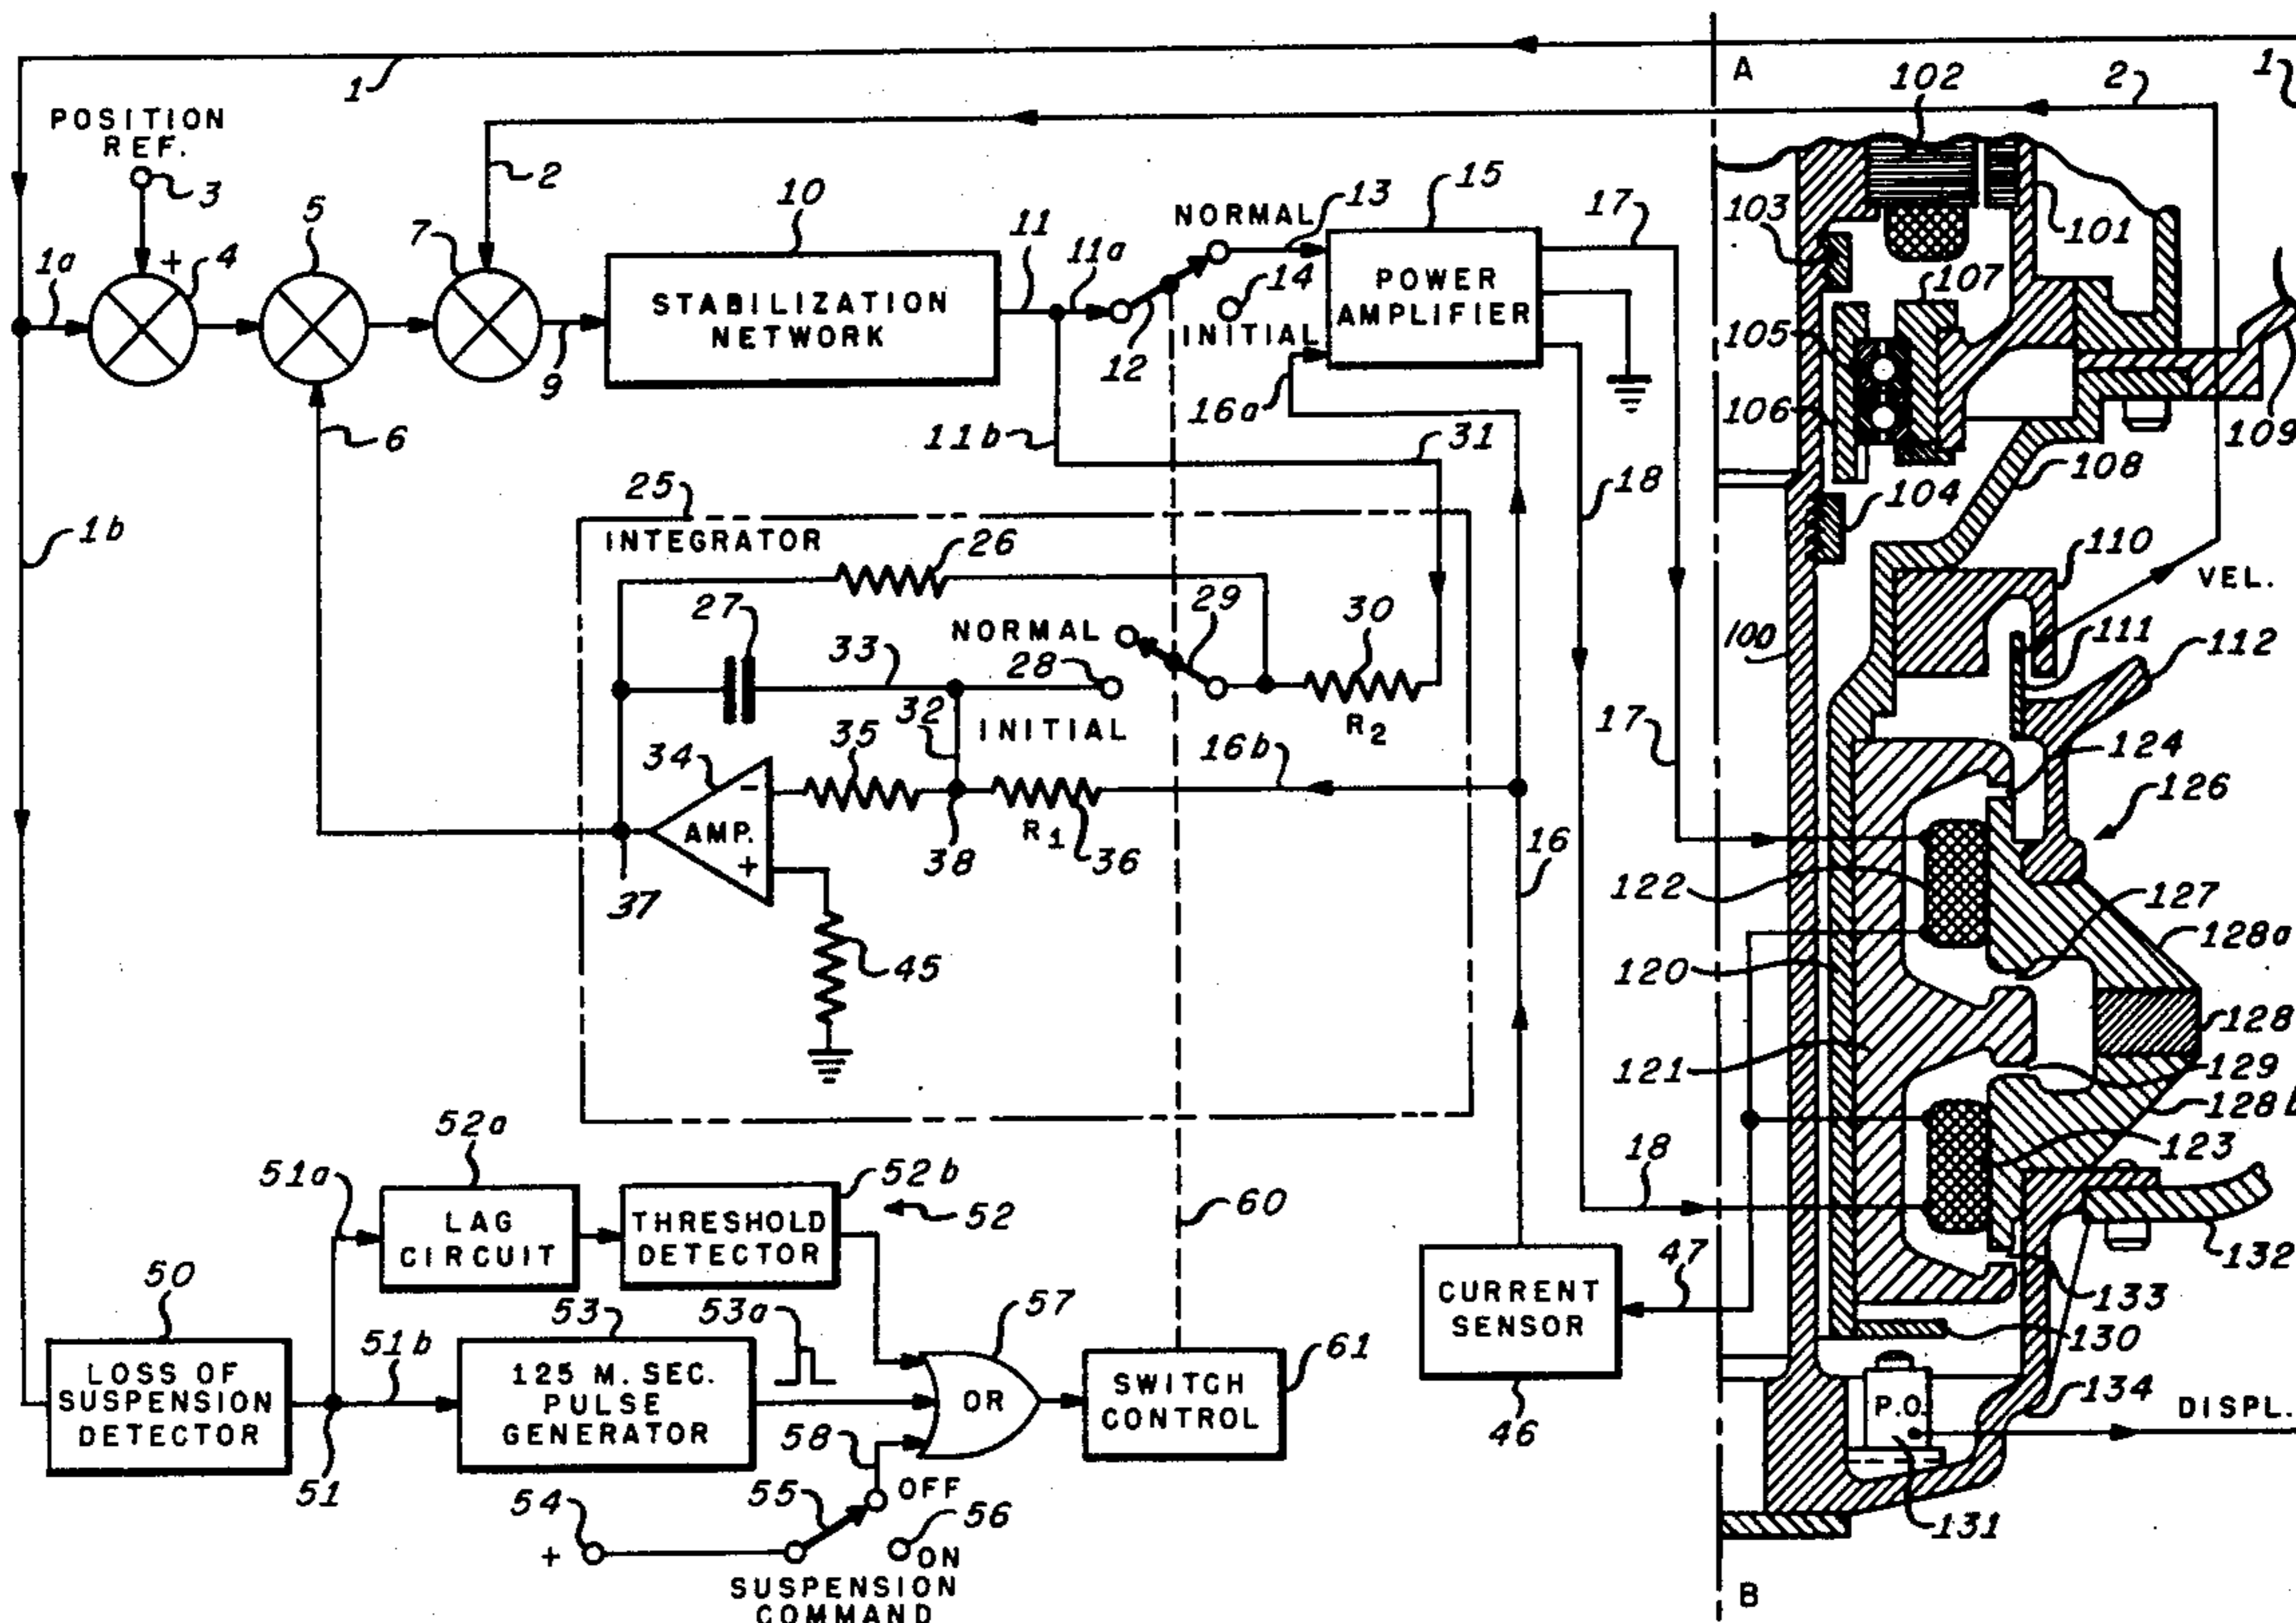 1
A
102
2
1
POSITION
REF.
3
2
10
NORMAL
13
15
17
103
101
+
5
7
11
11a
1a
4
STABILIZATION
NETWORK
14
POWER
AMPLIFIER
107
INITIAL
105
12
9
16a
106
109
6
11b
31
108
25
18
104
1b
INTEGRATOR
26
110
VEL.
27
29
30
100
111
112
NORMAL
33
28
32
INITIAL
R2
17
124
34
35
16b
126
-
AMP.
R1
+
38
36
16
37
122
127
45
128a
120
128
121
129
52a
128b
18
123
51a
52b
60
LAG
CIRCUIT
THRESHOLD
DETECTOR
52
47
132
50
53
53a
57
CURRENT
SENSOR
133
51b
61
130
LOSS OF
SUSPENSION
DETECTOR
125 M. SEC.
PULSE
GENERATOR
OR
SWITCH
CONTROL
134
P.O.
DISPL.
58
46
51
OFF
54
55
56
131
+
ON
SUSPENSION
COMMAND
B